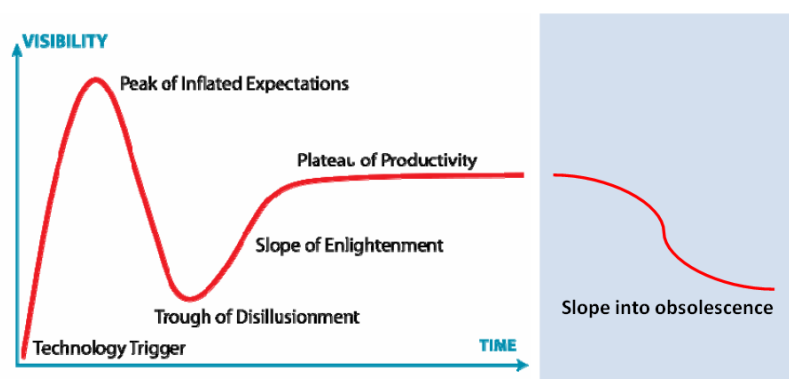 VISIBILITY
Peak of Inflated Expectations
Plateau of Productivity
Slope of Enlightenment
Trough of Disillusionment
Technology Trigger
TIME
Slope into obsolescence